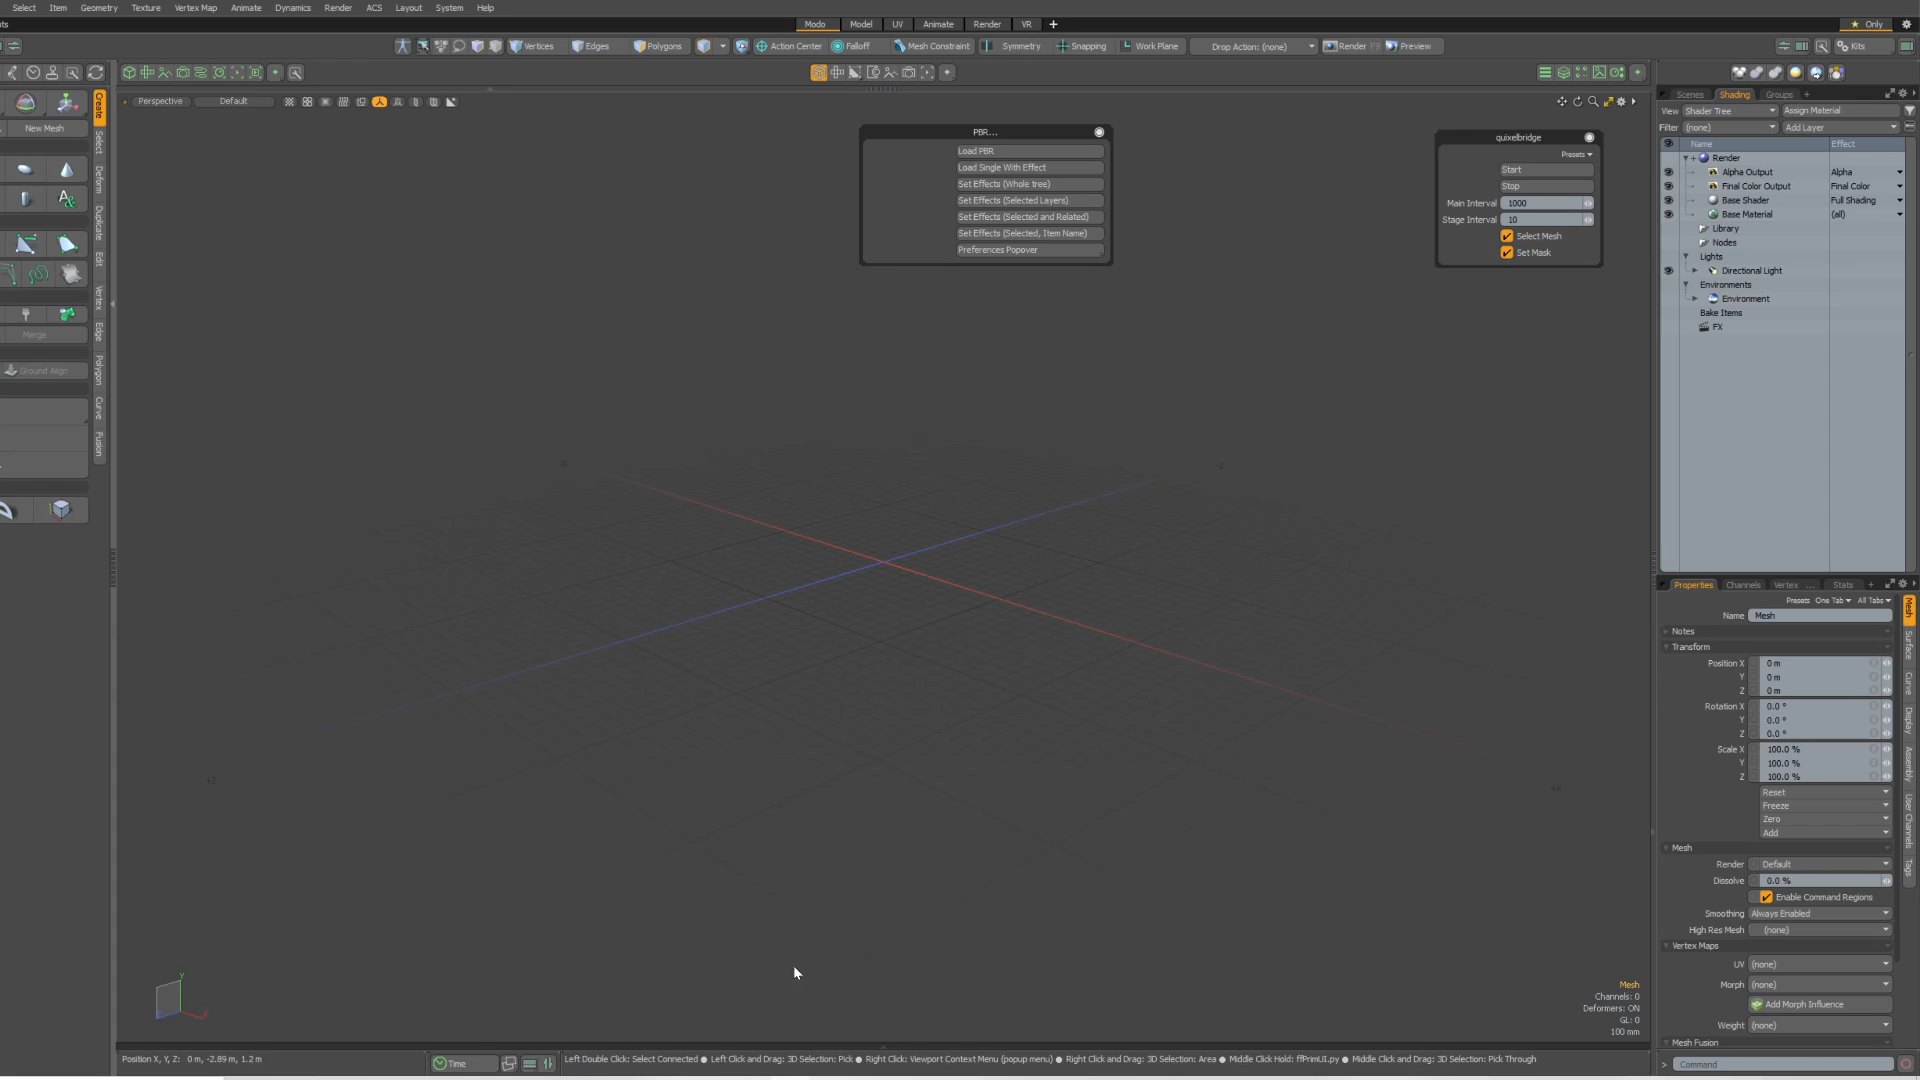 Select Item Geometry Texture Vertex Map Animate Dynamics Render ACS Layout System Help
nts Modo Model UV Animate Render VR + Only
Vertices Edges Polygons Action Center Falloff Mesh Constraint Symmetry Snapping Work Plane Drop Action: (none) Render F9 Preview Kits
Perspective Default
Scenes Shading Groups +
View Shader Tree Assign Material
Filter (none) Add Layer
Name Effect
Render
Alpha Output Alpha
Final Color Output Final Color
Base Shader Full Shading
Base Material (all)
Library
Nodes
Lights
Directional Light
Environments
Environment
Bake Items
FX
PBR...
Load PBR
Load Single With Effect
Set Effects (Whole tree)
Set Effects (Selected Layers)
Set Effects (Selected and Related)
Set Effects (Selected, Item Name)
Preferences Popover
quixelbridge
Presets
Start
Stop
Main Interval 1000
Stage Interval 10
Select Mesh
Set Mask
New Mesh
Merge
Ground Align
Create
Select
Deform
Duplicate
Edit
Vertex
Edge
Polygon
Curve
Fusion
-Z
+Z
+X
Y
Properties Channels Vertex ... Stats +
Presets One Tab All Tabs
Name Mesh
Notes
Transform
Position X 0 m
Y 0 m
Z 0 m
Rotation X 0.0 °
Y 0.0 °
Z 0.0 °
Scale X 100.0 %
Y 100.0 %
Z 100.0 %
Reset
Freeze
Zero
Add
Mesh
Render Default
Dissolve 0.0 %
Enable Command Regions
Smoothing Always Enabled
High Res Mesh (none)
Vertex Maps
UV (none)
Morph (none)
Add Morph Influence
Weight (none)
Mesh Fusion
Mesh
Surface
Curve
Display
Assembly
User Channels
Tags
Mesh
Channels: 0
Deformers: ON
GL: 0
100 mm
Position X, Y, Z: 0 m, -2.89 m, 1.2 m
Time
Left Double Click: Select Connected ● Left Click and Drag: 3D Selection: Pick ● Right Click: Viewport Context Menu (popup menu) ● Right Click and Drag: 3D Selection: Area ● Middle Click Hold: ffPrimUI.py ● Middle Click and Drag: 3D Selection: Pick Through
> Command